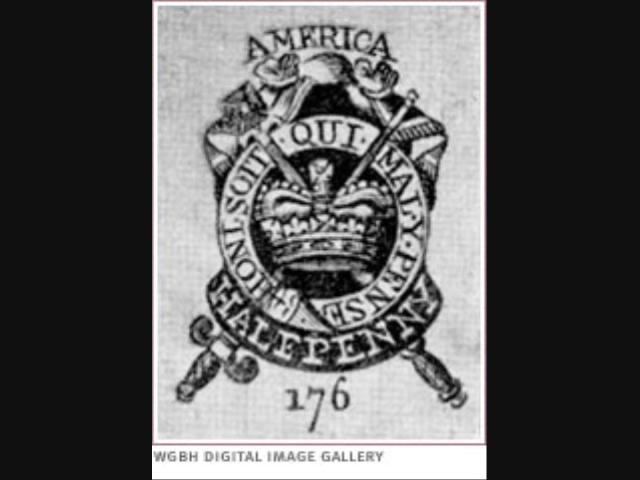 AMERICA
HONI·SOIT·QUI·MAL·Y·PENSE
HALFPENNY
176
WGBH DIGITAL IMAGE GALLERY